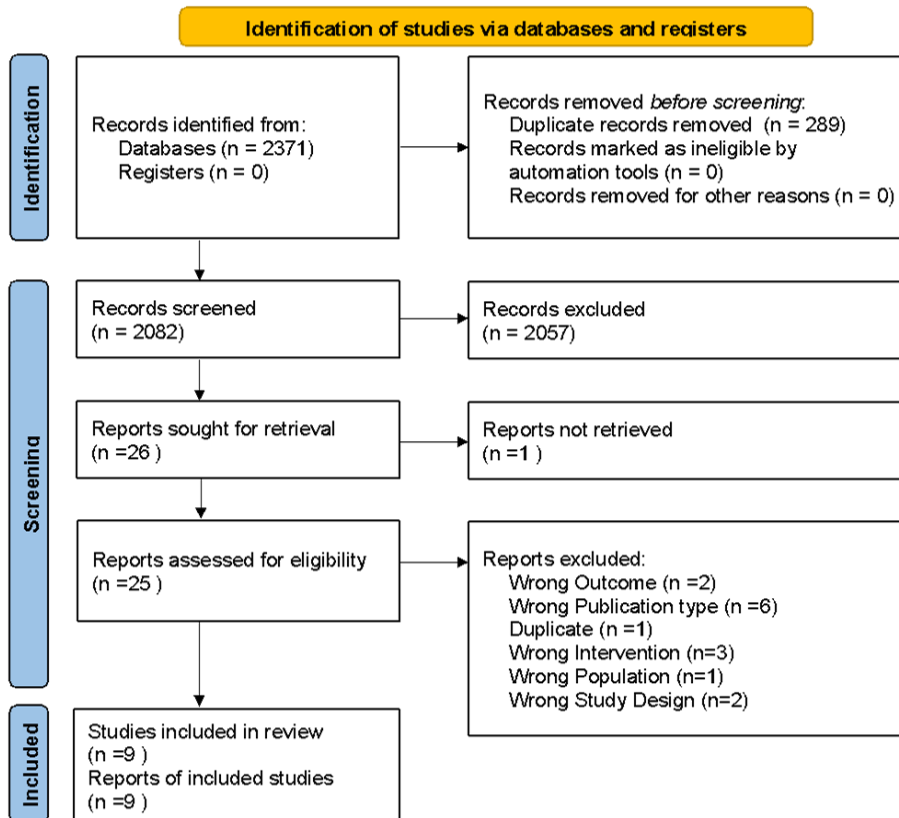 Identification of studies via databases and registers
Identification
Records identified from:
Databases (n = 2371)
Registers (n = 0)
Records removed before screening:
Duplicate records removed (n = 289)
Records marked as ineligible by
automation tools (n = 0)
Records removed for other reasons (n = 0)
Screening
Records screened
(n = 2082)
Records excluded
(n = 2057)
Reports sought for retrieval
(n =26 )
Reports not retrieved
(n =1 )
Reports assessed for eligibility
(n =25 )
Reports excluded:
Wrong Outcome (n =2)
Wrong Publication type (n =6)
Duplicate (n =1)
Wrong Intervention (n=3)
Wrong Population (n=1)
Wrong Study Design (n=2)
Included
Studies included in review
(n =9 )
Reports of included studies
(n =9 )